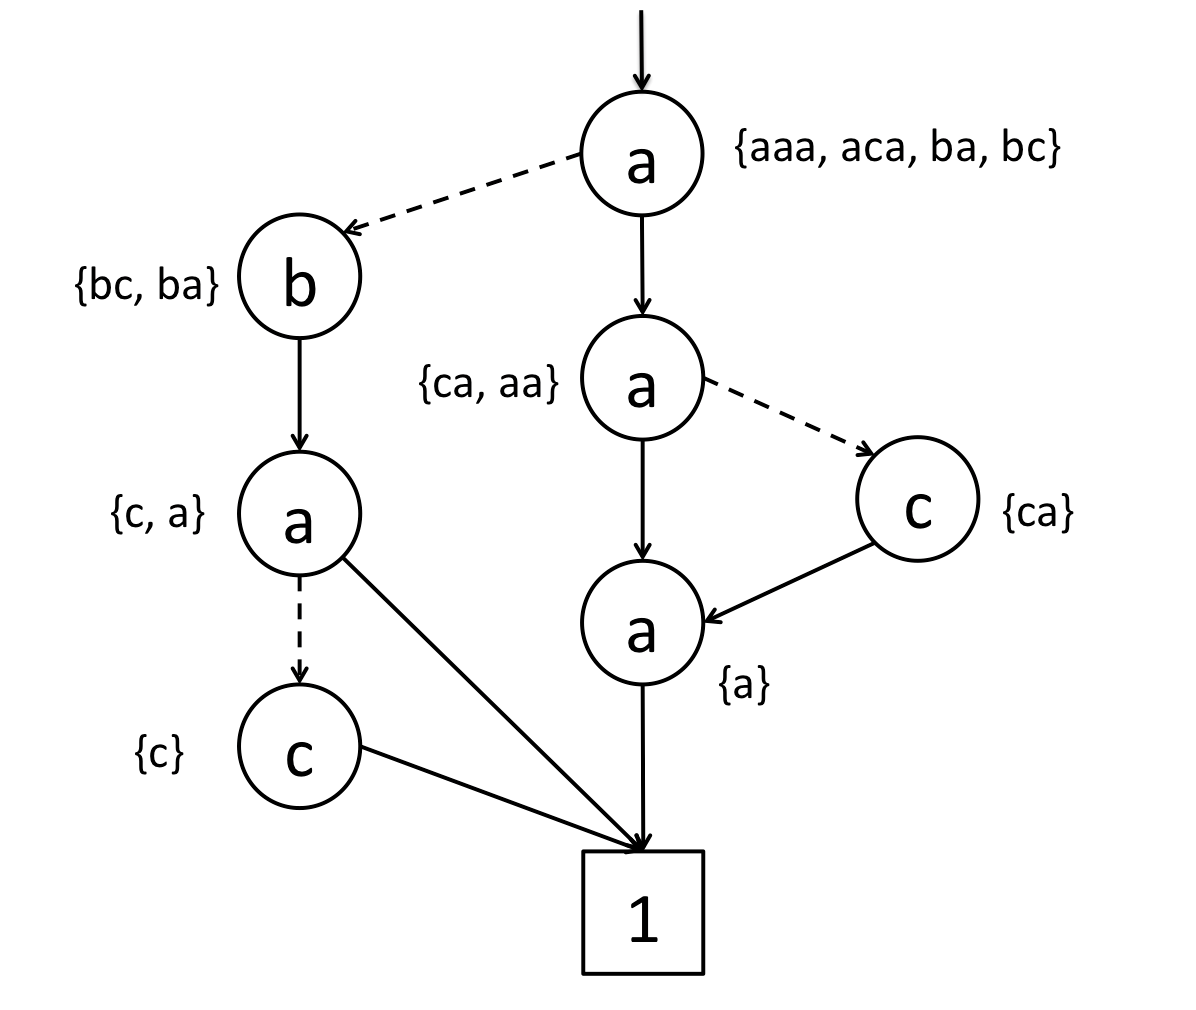 a {aaa, aca, ba, bc}
{bc, ba} b
{ca, aa} a
{c, a} a
c {ca}
a
{a}
{c} c
1